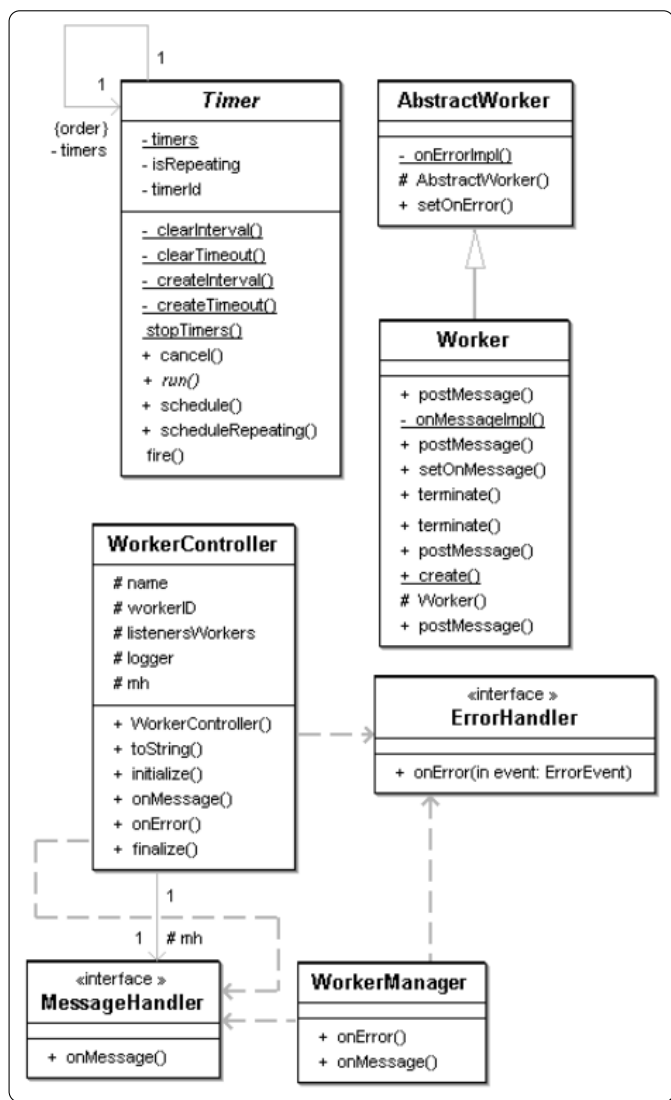 1
1
{order}
- timers
Timer
- timers
- isRepeating
- timerId
- clearInterval()
- clearTimeout()
- createInterval()
- createTimeout()
stopTimers()
+ cancel()
+ run()
+ schedule()
+ scheduleRepeating()
fire()
AbstractWorker
- onErrorImpl()
# AbstractWorker()
+ setOnError()
Worker
+ postMessage()
- onMessageImpl()
+ postMessage()
+ setOnMessage()
+ terminate()
+ terminate()
+ postMessage()
+ create()
# Worker()
+ postMessage()
WorkerController
# name
# workerID
# listenersWorkers
# logger
# mh
+ WorkerController()
+ toString()
+ initialize()
+ onMessage()
+ onError()
+ finalize()
«interface »
ErrorHandler
+ onError(in event: ErrorEvent)
1
1 # mh
«interface »
MessageHandler
+ onMessage()
WorkerManager
+ onError()
+ onMessage()